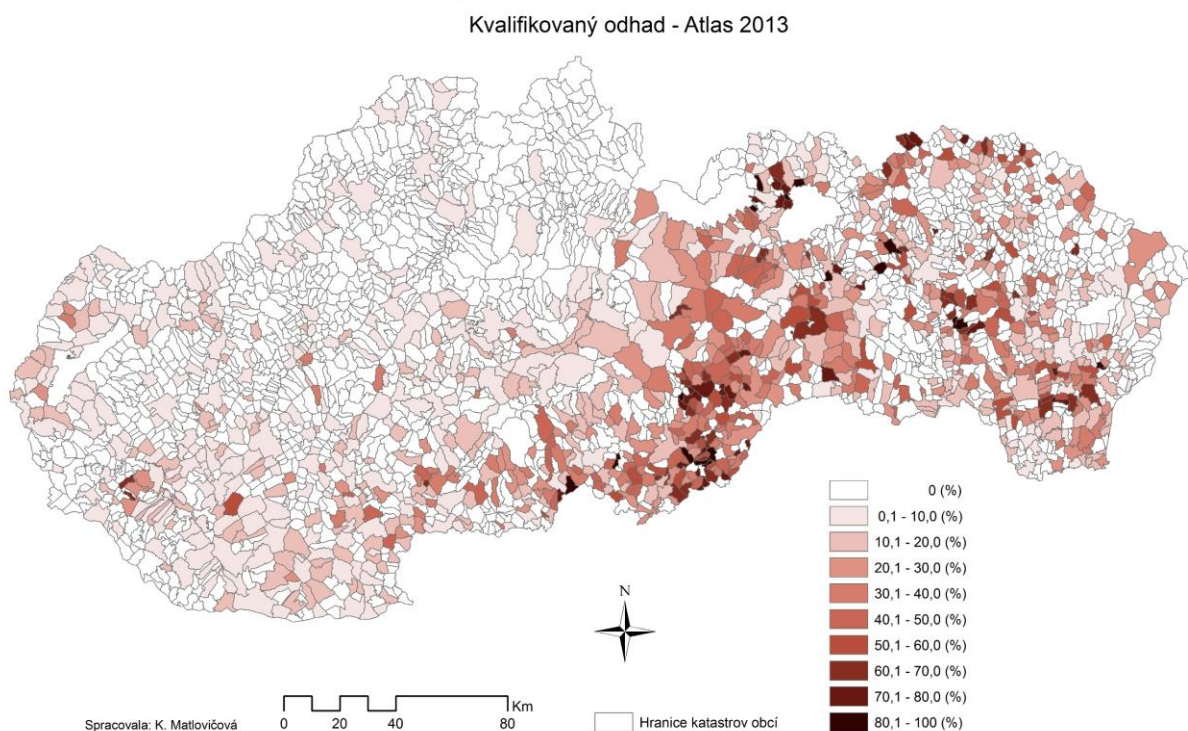 Kvalifikovaný odhad - Atlas 2013
N
0 (%)
0,1 - 10,0 (%)
10,1 - 20,0 (%)
20,1 - 30,0 (%)
30,1 - 40,0 (%)
40,1 - 50,0 (%)
50,1 - 60,0 (%)
60,1 - 70,0 (%)
70,1 - 80,0 (%)
80,1 - 100 (%)
Spracovala: K. Matlovičová
Km
0 20 40 80
Hranice katastrov obcí